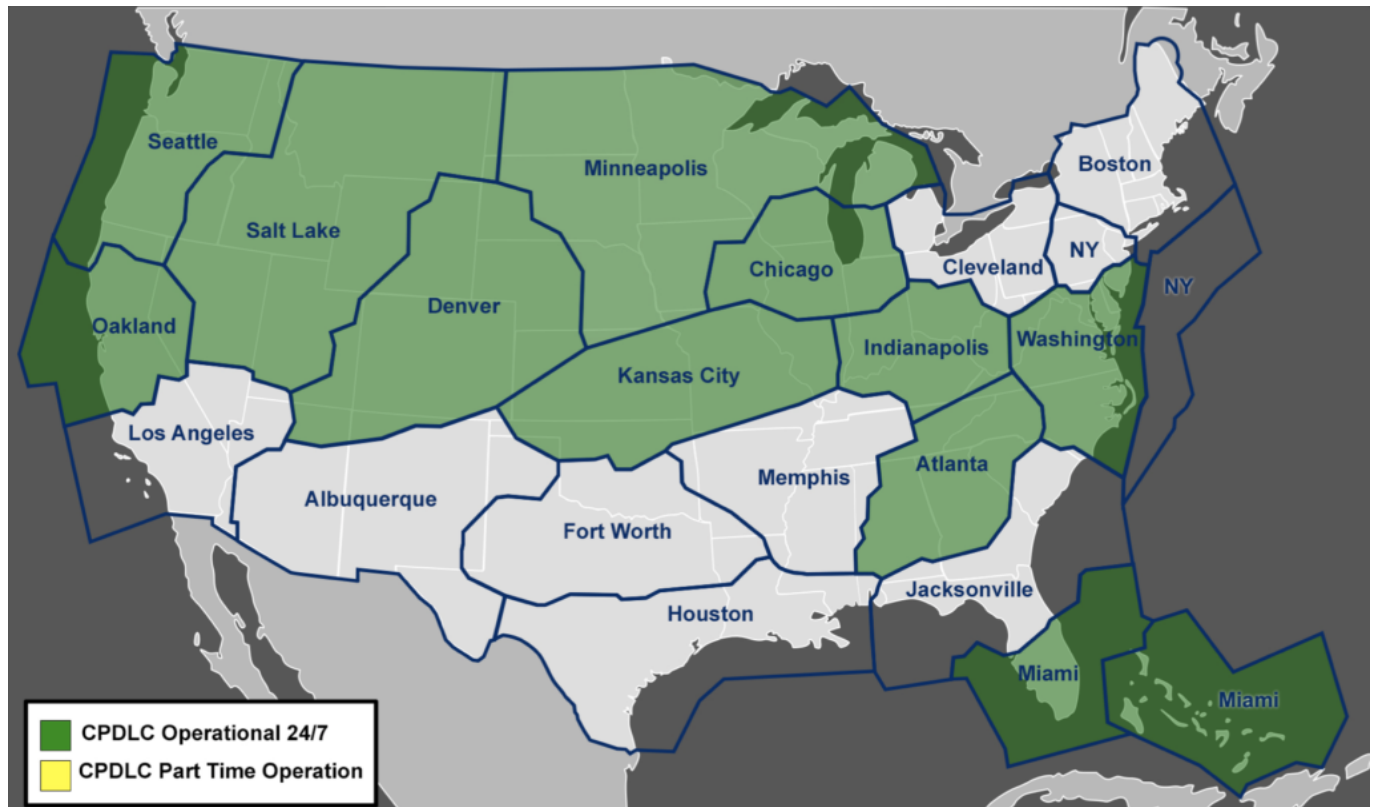 Seattle
Boston
Minneapolis
Salt Lake
NY
Chicago
Cleveland
NY
Denver
Oakland
Washington
Indianapolis
Kansas City
Los Angeles
Atlanta
Memphis
Albuquerque
Fort Worth
Jacksonville
Houston
Miami
Miami
CPDLC Operational 24/7
CPDLC Part Time Operation